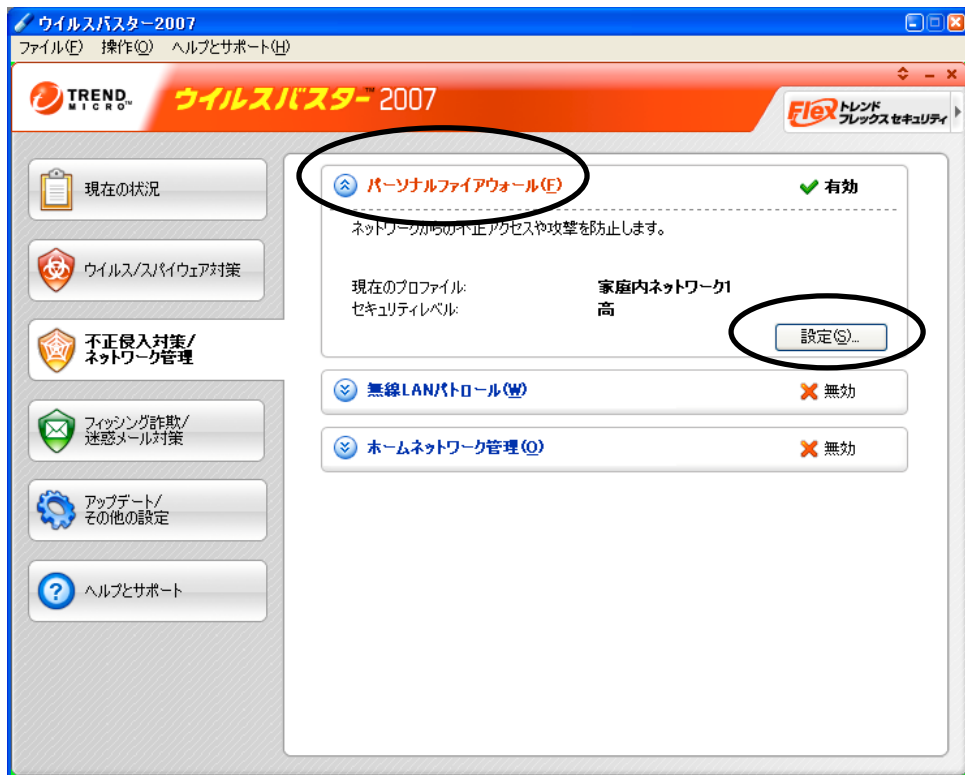 ウイルスバスター2007
ファイル(F) 操作(O) ヘルプとサポート(H)
TREND MICRO™ ウイルスバスター™ 2007
Flex トレンド フレックス セキュリティ
現在の状況
ウイルス/スパイウェア対策
不正侵入対策/
ネットワーク管理
フィッシング詐欺/
迷惑メール対策
アップデート/
その他の設定
ヘルプとサポート
パーソナルファイアウォール(F) 有効
ネットワークからの不正アクセスや攻撃を防止します。
現在のプロファイル: 家庭内ネットワーク1
セキュリティレベル: 高
設定(S)...
無線LANパトロール(W) 無効
ホームネットワーク管理(O) 無効